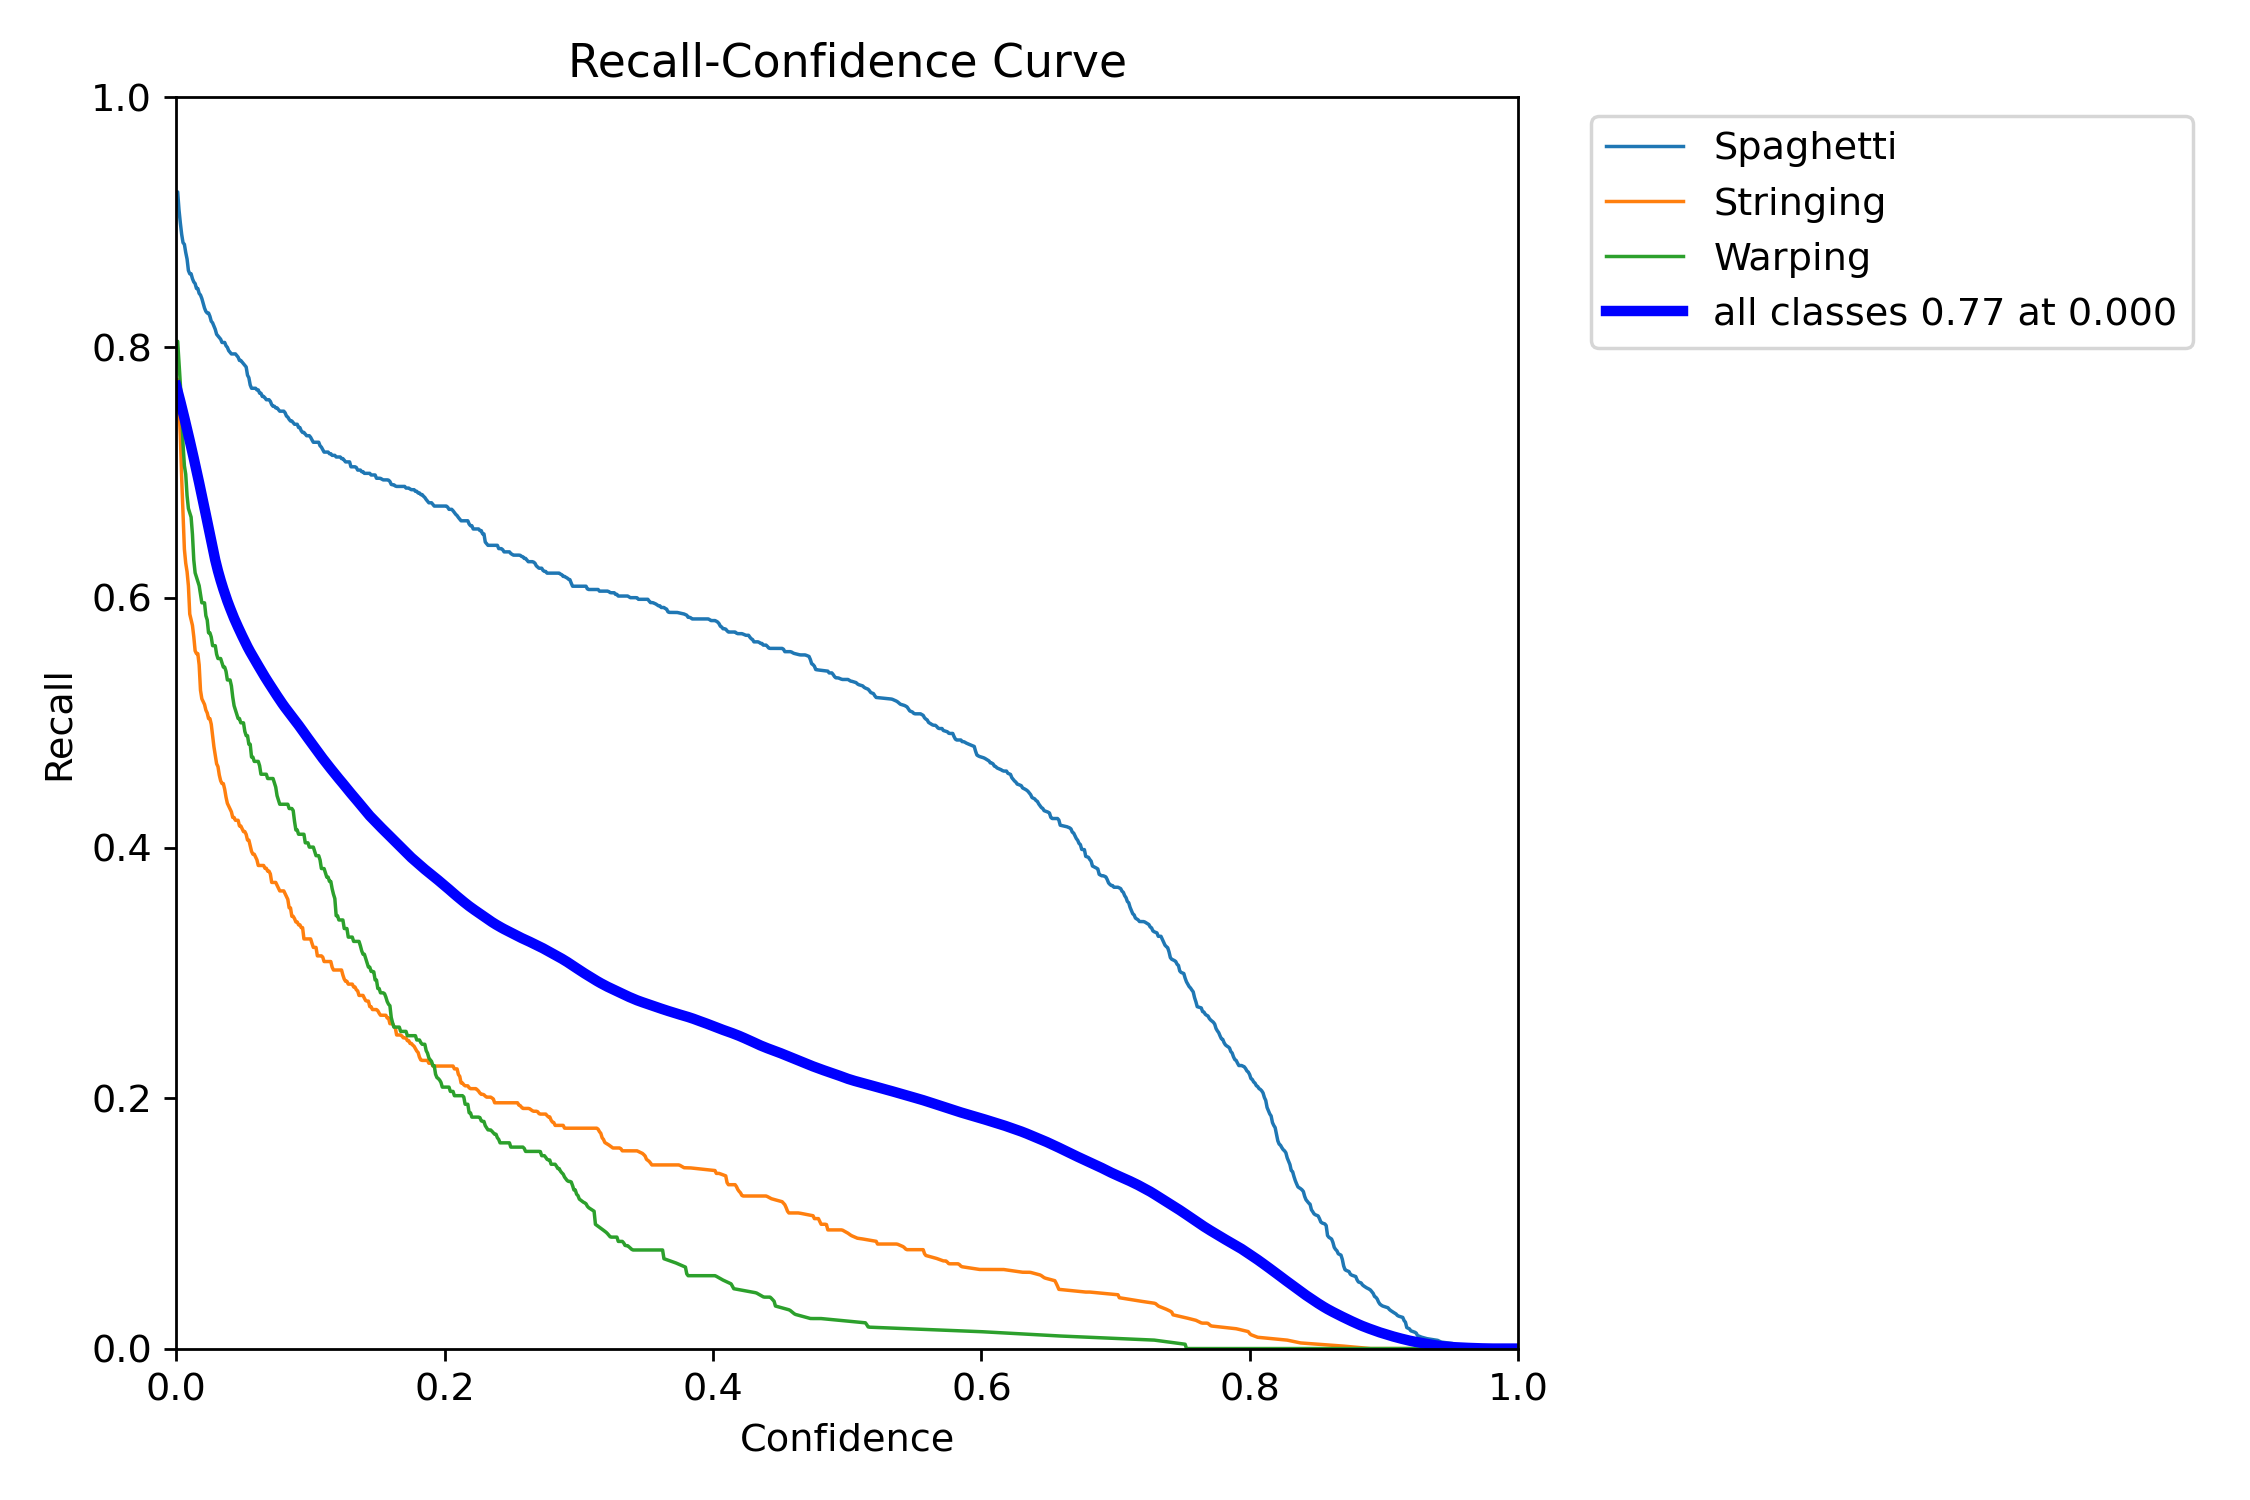 Recall-Confidence Curve
1.0
0.8
0.6
0.4
0.2
0.0
Recall
0.0 0.2 0.4 0.6 0.8 1.0
Confidence
Spaghetti
Stringing
Warping
all classes 0.77 at 0.000